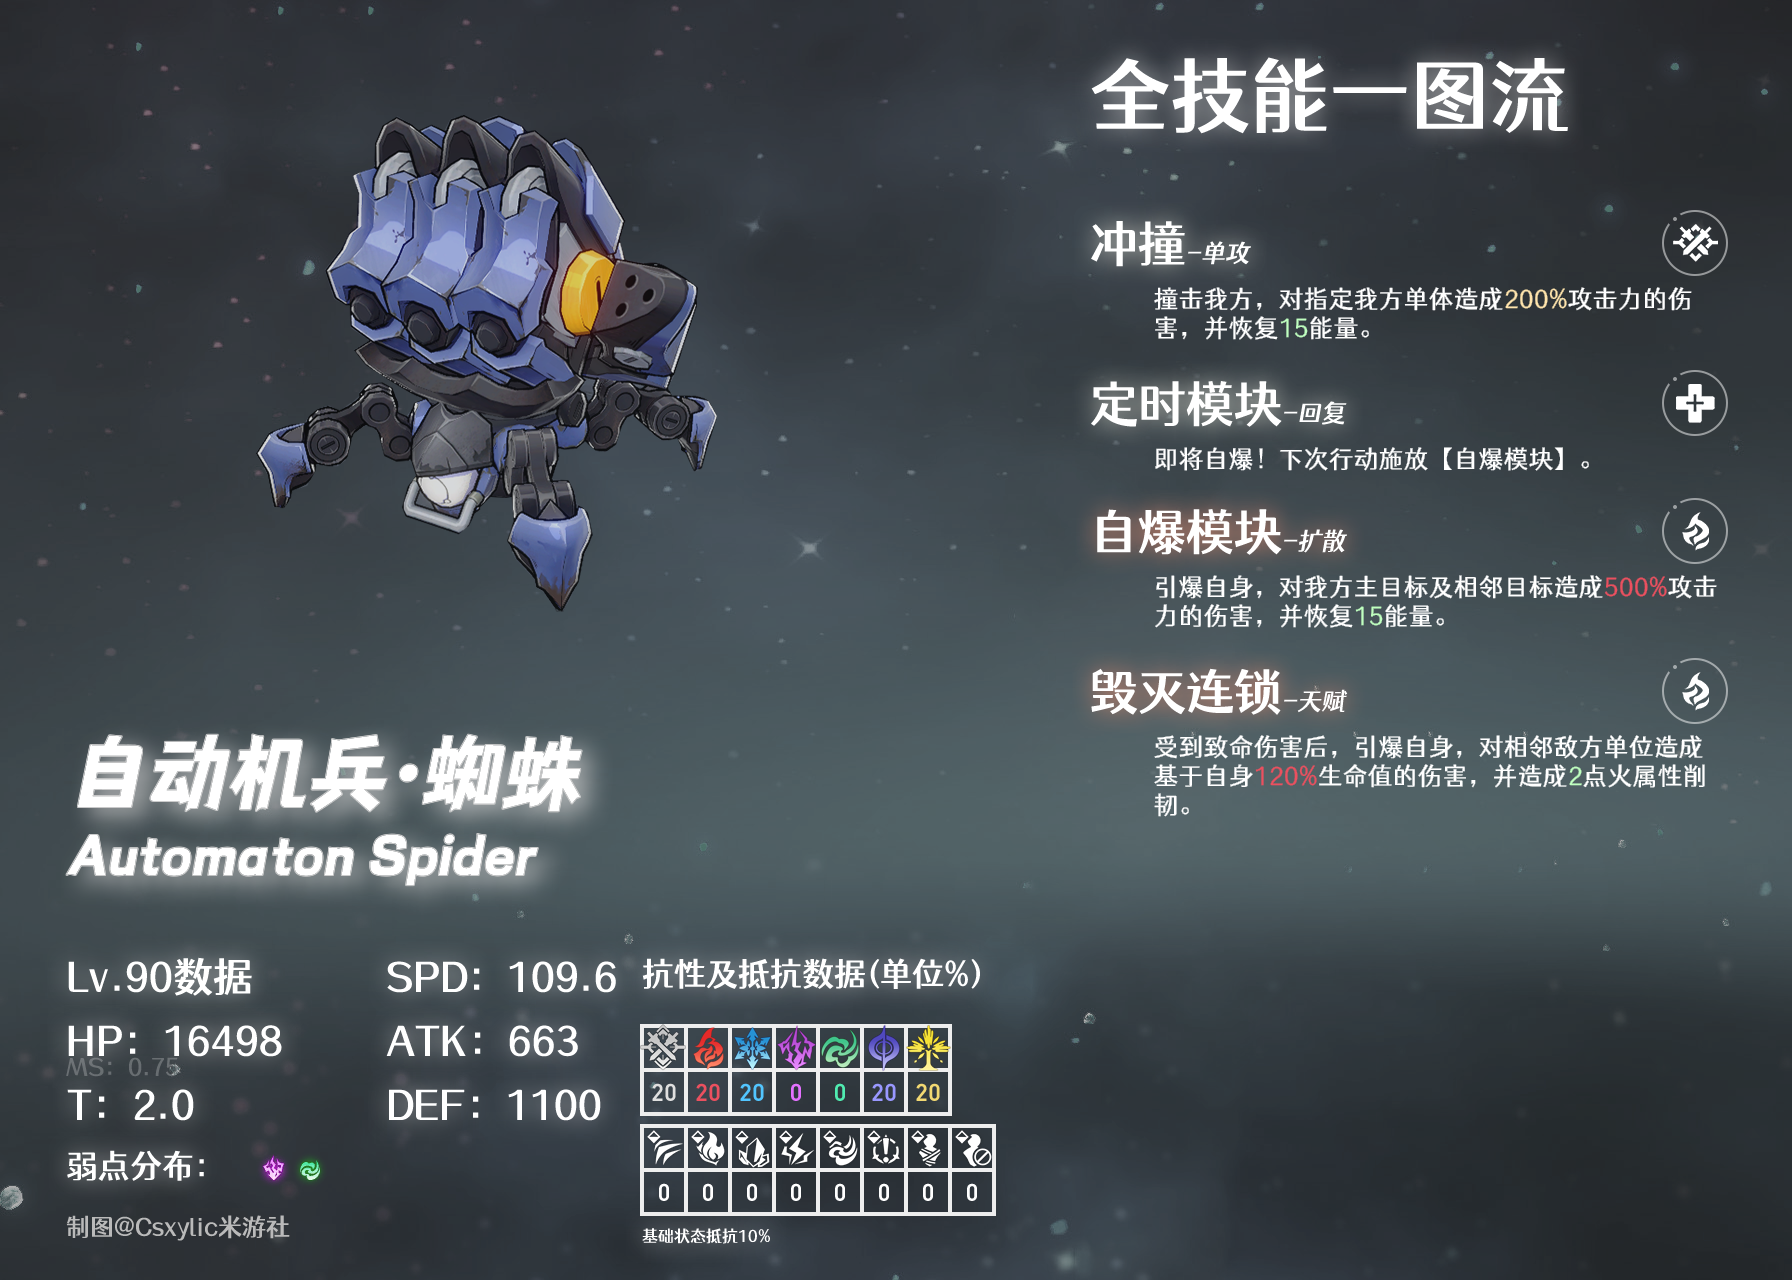 全技能一图流
冲撞-单攻
撞击我方，对指定我方单体造成200%攻击力的伤
害，并恢复15能量。
定时模块-回复
即将自爆！下次行动施放【自爆模块】。
自爆模块-扩散
引爆自身，对我方主目标及相邻目标造成500%攻击
力的伤害，并恢复15能量。
毁灭连锁-天赋
受到致命伤害后，引爆自身，对相邻敌方单位造成
基于自身120%生命值的伤害，并造成2点火属性削
韧。
自动机兵·蜘蛛
Automaton Spider
Lv.90数据
SPD：109.6
HP：16498
ATK：663
MS：0.75
T：2.0
DEF：1100
弱点分布：
制图@Csxylic米游社
抗性及抵抗数据(单位%)
20 20 20 0 0 20 20
0 0 0 0 0 0 0 0
基础状态抵抗10%